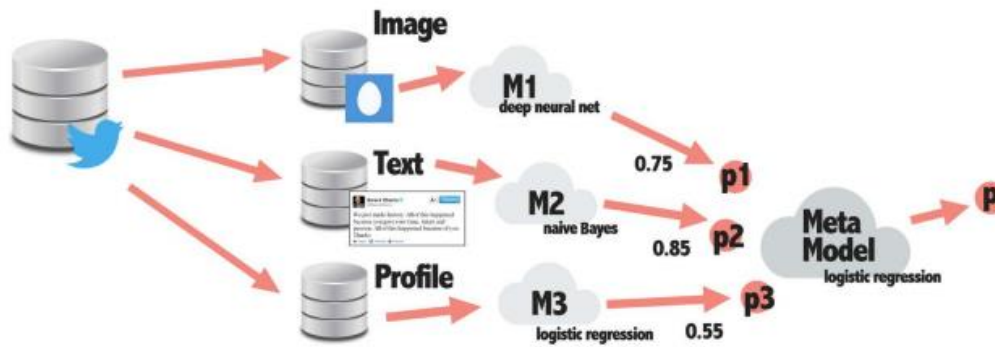 Image
M1
deep neural net
0.75
p1
Text
M2
naive Bayes
0.85
p2
Meta
Model
logistic regression
p
Profile
M3
logistic regression
0.55
p3